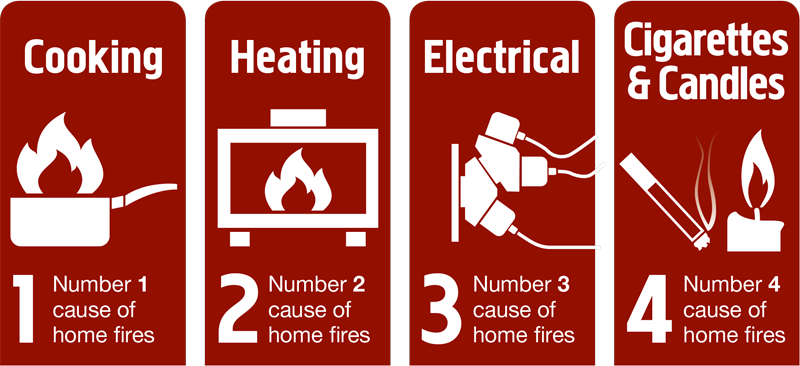 Cooking
1
Number 1
cause of
home fires
Heating
2
Number 2
cause of
home fires
Electrical
3
Number 3
cause of
home fires
Cigarettes
& Candles
4
Number 4
cause of
home fires